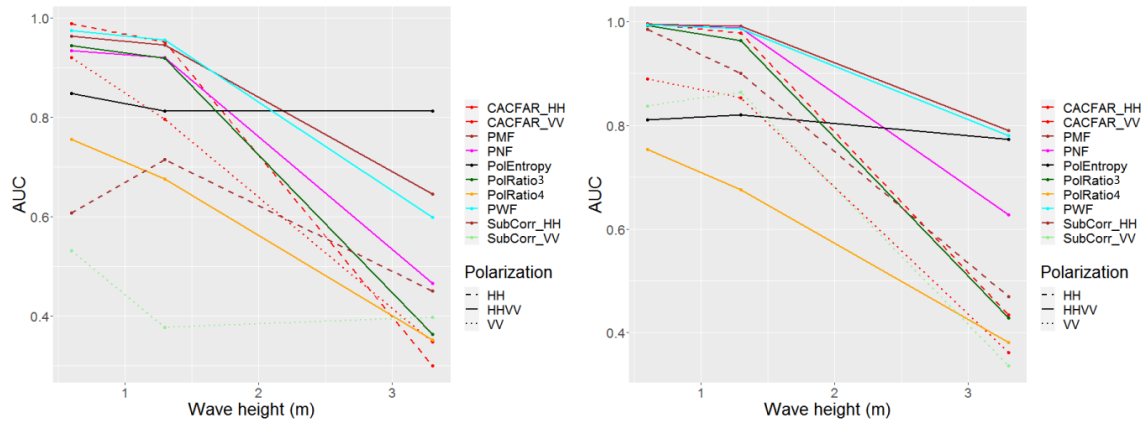 1.0
0.8
0.6
0.4
AUC
1
2
3
Wave height (m)
CACFAR_HH
CACFAR_VV
PMF
PNF
PolEntropy
PolRatio3
PolRatio4
PWF
SubCorr_HH
SubCorr_VV
Polarization
HH
HHVV
VV
1.0
0.8
0.6
0.4
AUC
1
2
3
Wave height (m)
CACFAR_HH
CACFAR_VV
PMF
PNF
PolEntropy
PolRatio3
PolRatio4
PWF
SubCorr_HH
SubCorr_VV
Polarization
HH
HHVV
VV